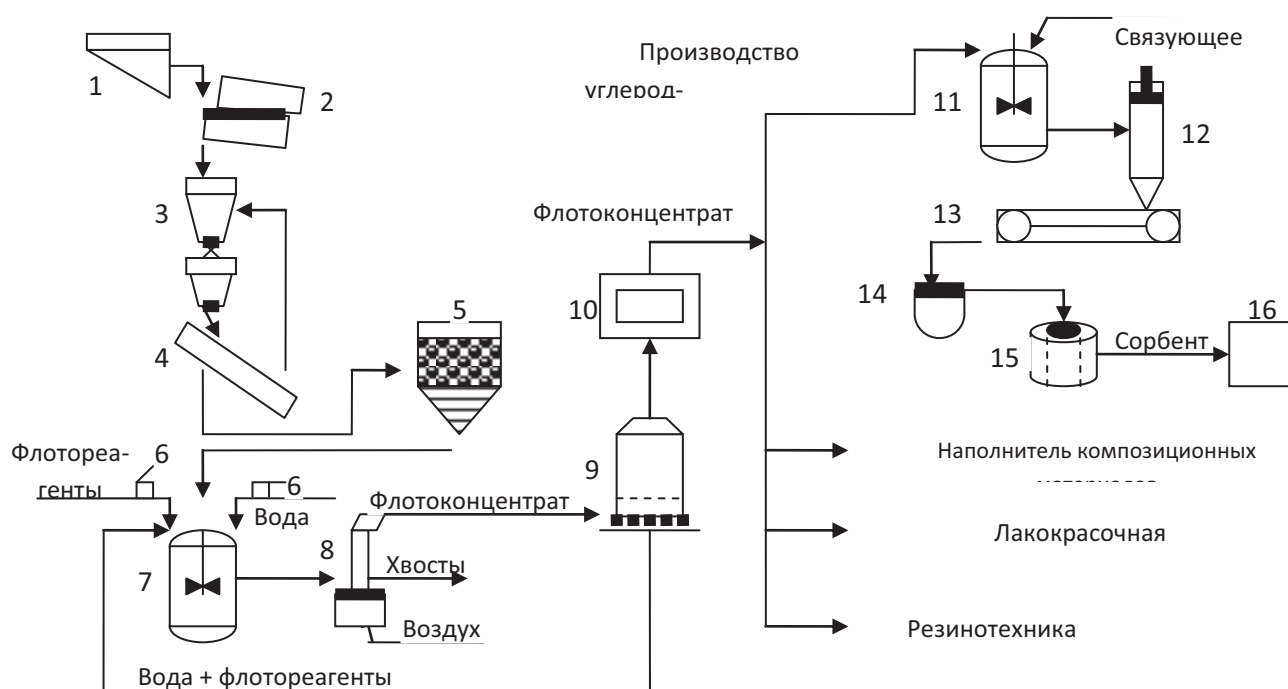 Производство
углерод-
Связующее
1
2
11
12
3
Флотоконцентрат
13
14
5
10
16
4
15
Сорбент
Флотореа-
генты
6
6
Вода
9
Наполнитель композиционных
Флотоконцентрат
8
Хвосты
Лакокрасочная
7
Воздух
Резинотехника
Вода + флотореагенты